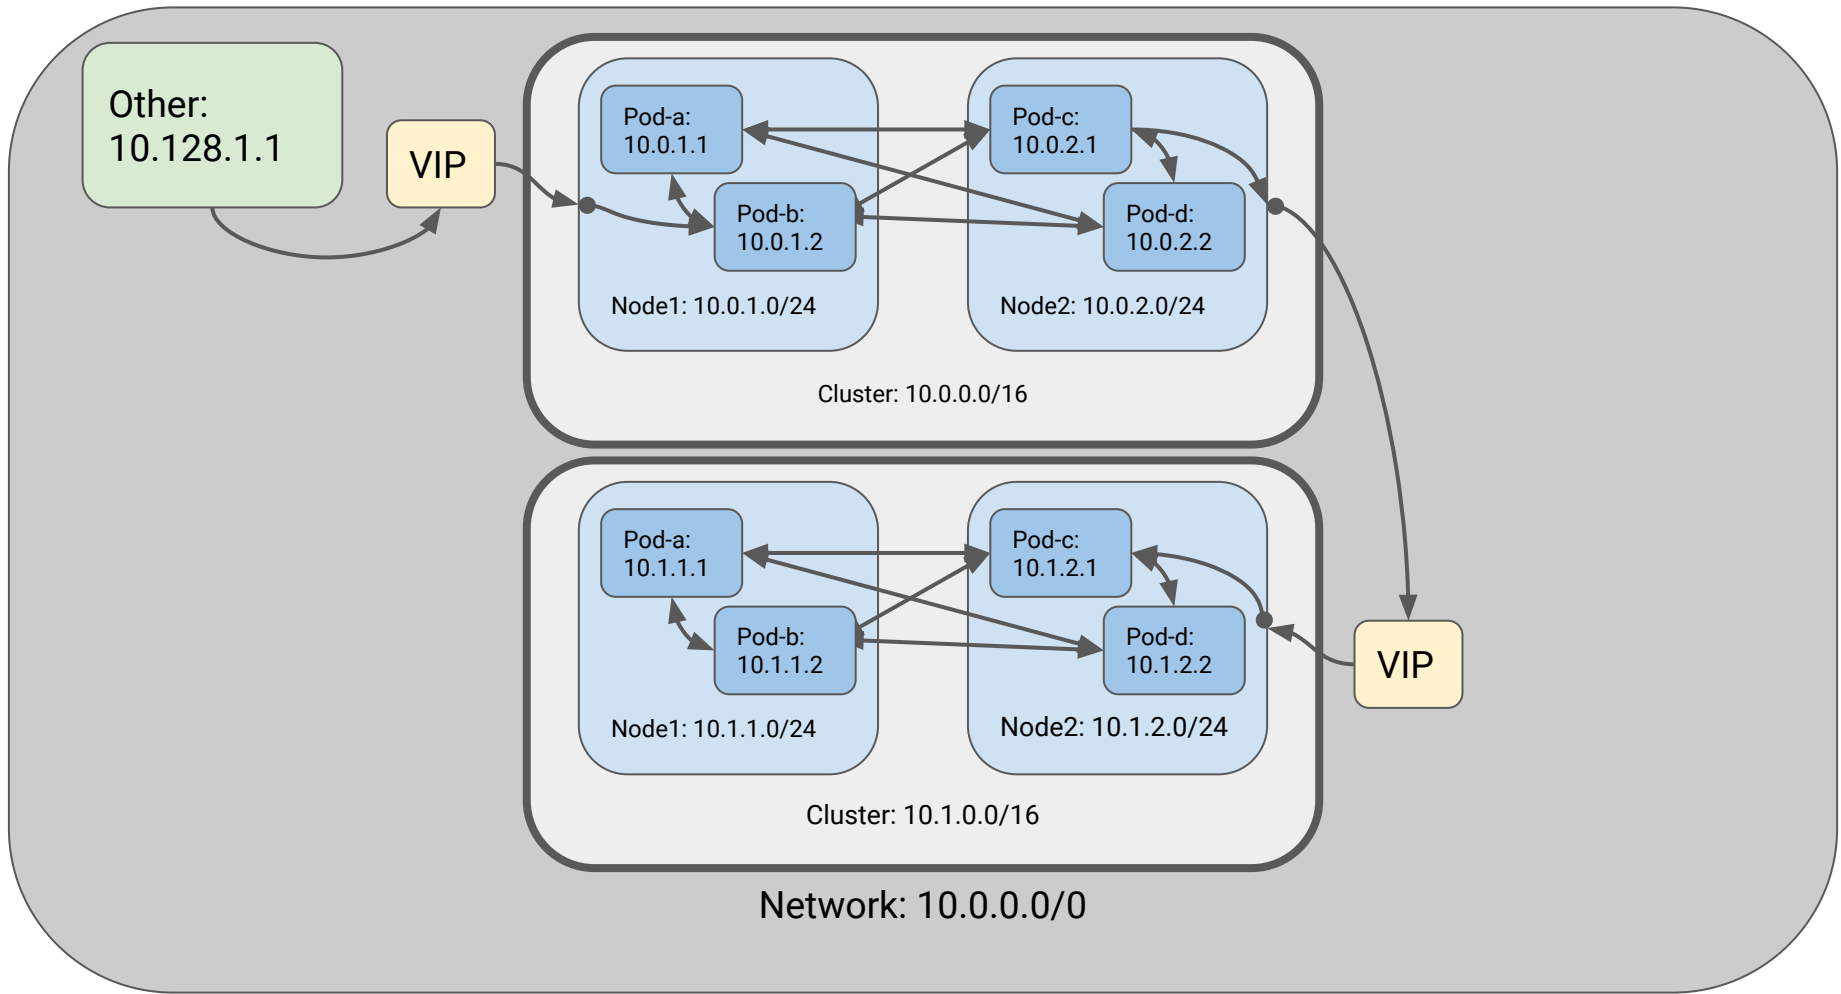 Other:
10.128.1.1
VIP
Pod-a:
10.0.1.1
Pod-b:
10.0.1.2
Node1: 10.0.1.0/24
Pod-c:
10.0.2.1
Pod-d:
10.0.2.2
Node2: 10.0.2.0/24
Cluster: 10.0.0.0/16
Pod-a:
10.1.1.1
Pod-b:
10.1.1.2
Node1: 10.1.1.0/24
Pod-c:
10.1.2.1
Pod-d:
10.1.2.2
Node2: 10.1.2.0/24
Cluster: 10.1.0.0/16
VIP
Network: 10.0.0.0/0